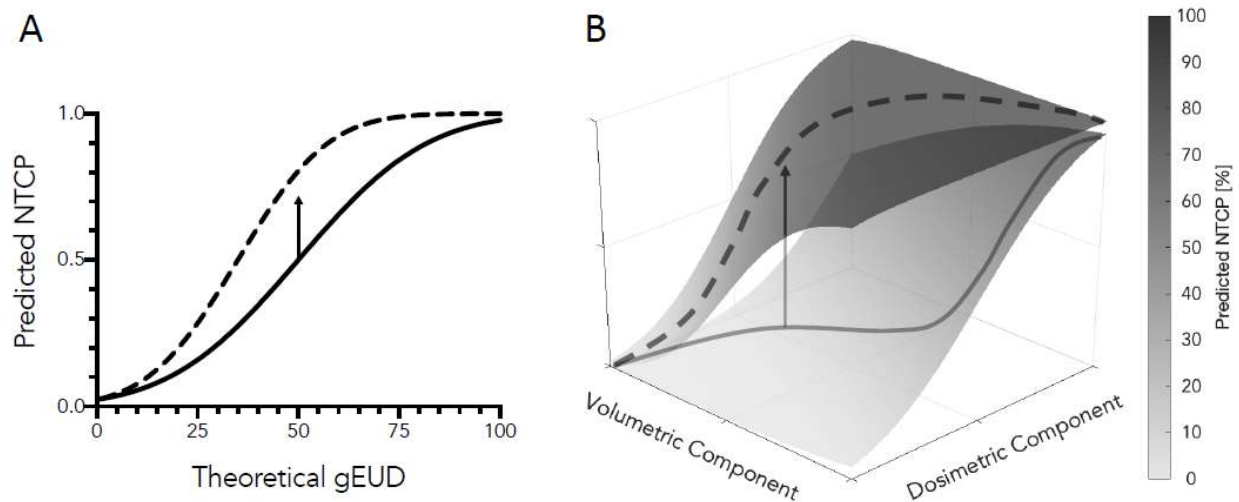 A
B
1.0
0.5
0.0
Predicted NTCP
0
25
50
75
100
Theoretical gEUD
Volumetric Component
Dosimetric Component
100
90
80
70
60
50
40
30
20
10
0
Predicted NTCP [%]